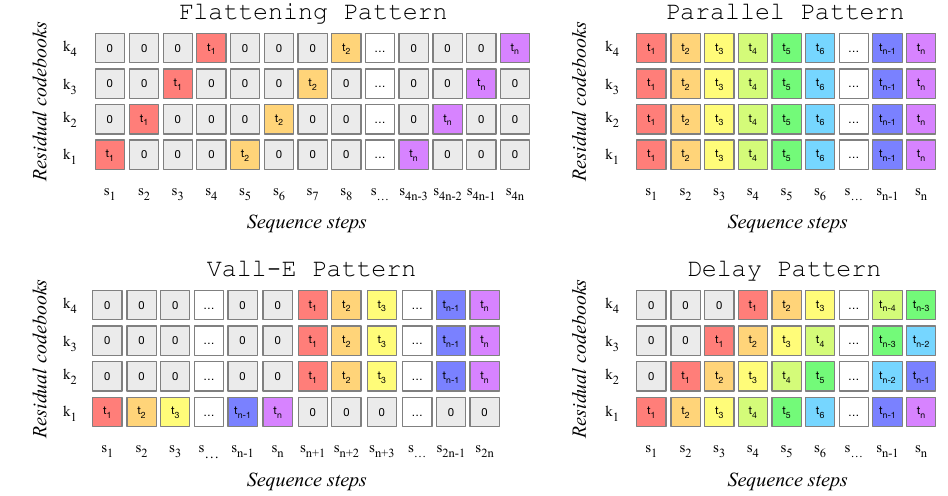 Flattening Pattern
Residual codebooks
k4 0 0 0 t1 0 0 0 t2 ... 0 0 0 tn
k3 0 0 t1 0 0 0 t2 0 ... 0 0 tn 0
k2 0 t1 0 0 0 t2 0 0 ... 0 tn 0 0
k1 t1 0 0 0 t2 0 0 0 ... tn 0 0 0
s1 s2 s3 s4 s5 s6 s7 s8 s... s4n-3 s4n-2 s4n-1 s4n
Sequence steps
Parallel Pattern
Residual codebooks
k4 t1 t2 t3 t4 t5 t6 ... tn-1 tn
k3 t1 t2 t3 t4 t5 t6 ... tn-1 tn
k2 t1 t2 t3 t4 t5 t6 ... tn-1 tn
k1 t1 t2 t3 t4 t5 t6 ... tn-1 tn
s1 s2 s3 s4 s5 s6 s... sn-1 sn
Sequence steps
Vall-E Pattern
Residual codebooks
k4 0 0 0 ... 0 0 t1 t2 t3 ... tn-1 tn
k3 0 0 0 ... 0 0 t1 t2 t3 ... tn-1 tn
k2 0 0 0 ... 0 0 t1 t2 t3 ... tn-1 tn
k1 t1 t2 t3 ... tn-1 tn 0 0 0 ... 0 0
s1 s2 s3 s... sn-1 sn sn+1 sn+2 sn+3 s... s2n-1 s2n
Sequence steps
Delay Pattern
Residual codebooks
k4 0 0 0 t1 t2 t3 ... tn-4 tn-3
k3 0 0 t1 t2 t3 t4 ... tn-3 tn-2
k2 0 t1 t2 t3 t4 t5 ... tn-2 tn-1
k1 t1 t2 t3 t4 t5 t6 ... tn-1 tn
s1 s2 s3 s4 s5 s6 s... sn-1 sn
Sequence steps